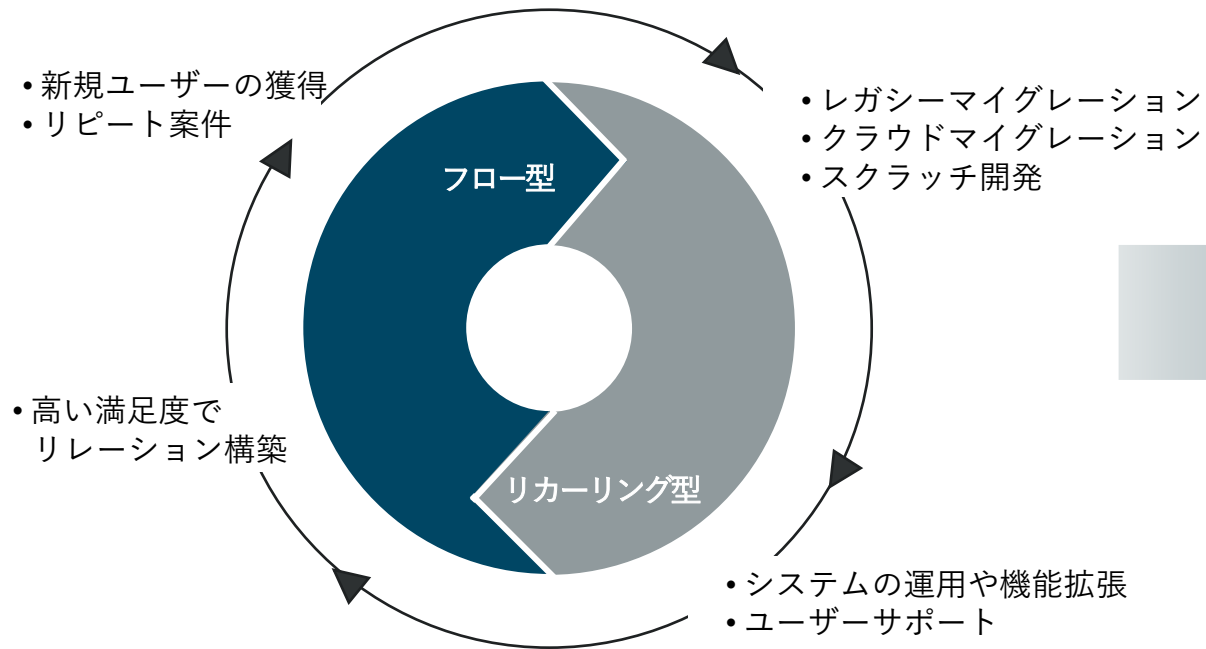 • 新規ユーザーの獲得
• リピート案件
• レガシーマイグレーション
• クラウドマイグレーション
• スクラッチ開発
フロー型
• 高い満足度で
リレーション構築
リカーリング型
• システムの運用や機能拡張
• ユーザーサポート